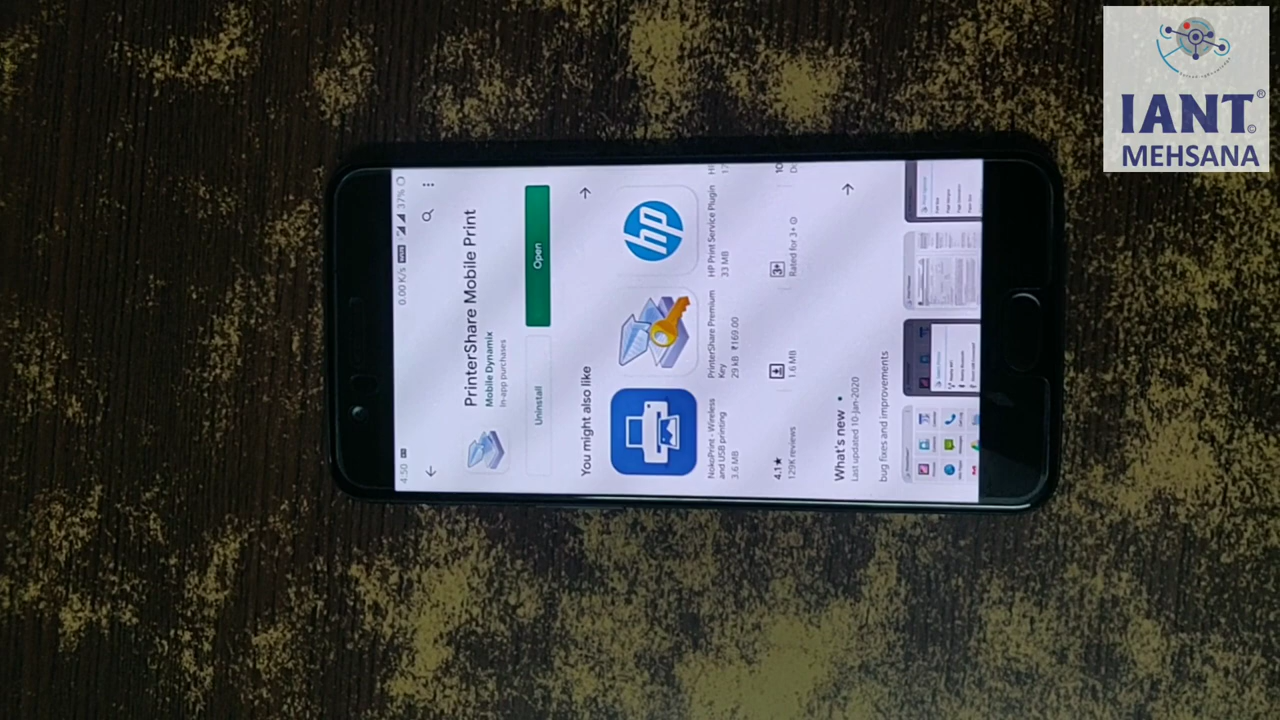 IANT
MEHSANA
4:50
0.00 K/s
37%
PrinterShare Mobile Print
Mobile Dynamix
In-app purchases
Uninstall
Open
You might also like
NokoPrint - Wireless
and USB printing
3.6 MB
PrinterShare Premium
Key
29 kB ₹169.00
HP Print Service Plugin
33 MB
4.1★
129K reviews
1.6 MB
3+
Rated for 3+
What's new
Last updated 10-Jan-2020
bug fixes and improvements